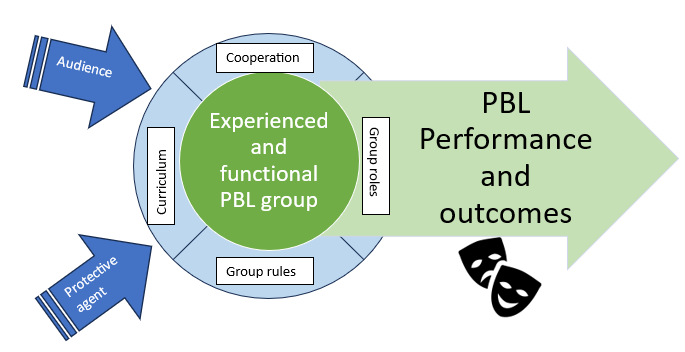 Audience
Cooperation
Experienced
and
functional
PBL group
Curriculum
Group roles
Group rules
Protective
agent
PBL
Performance
and
outcomes